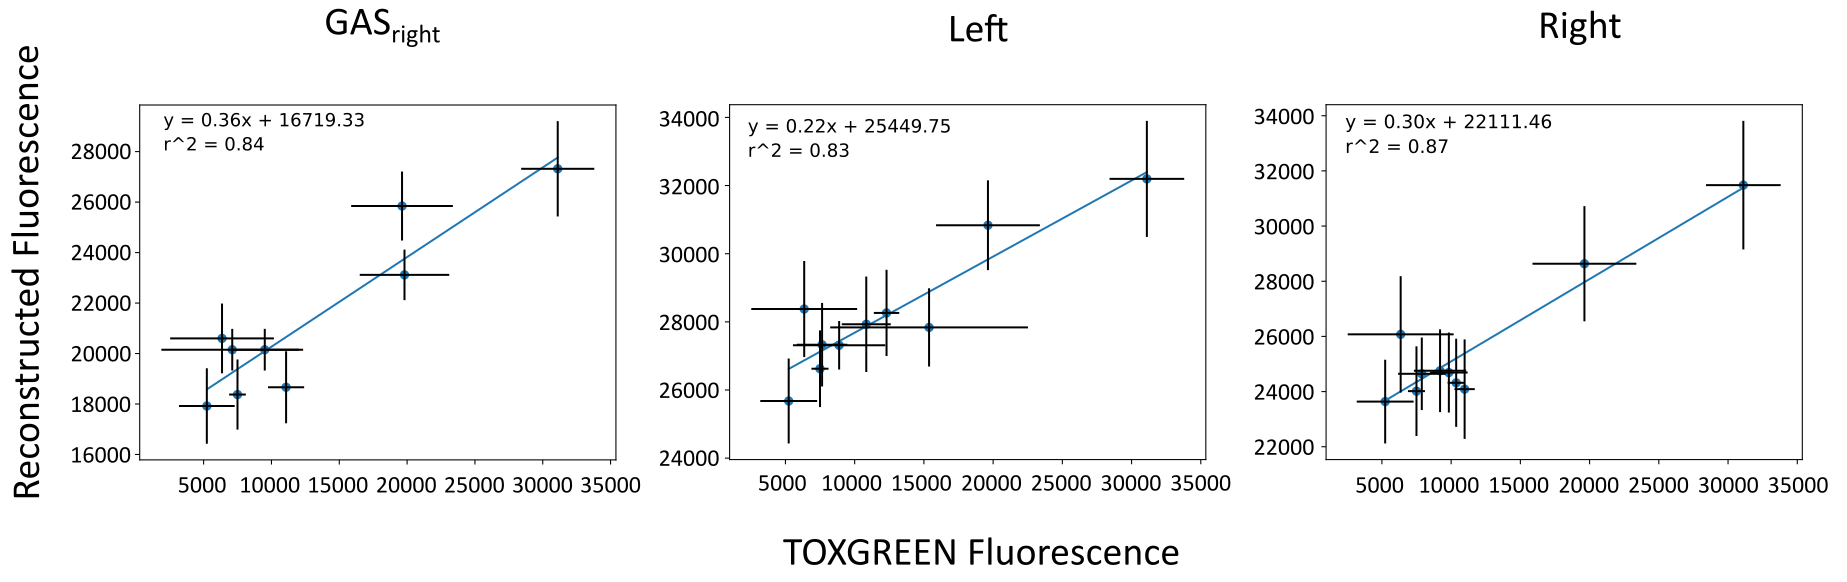 GASright
Left
Right
Reconstructed Fluorescence
y = 0.36x + 16719.33
r^2 = 0.84
28000
26000
24000
22000
20000
18000
16000
5000 10000 15000 20000 25000 30000 35000
y = 0.22x + 25449.75
r^2 = 0.83
34000
32000
30000
28000
26000
24000
5000 10000 15000 20000 25000 30000 35000
y = 0.30x + 22111.46
r^2 = 0.87
34000
32000
30000
28000
26000
24000
22000
5000 10000 15000 20000 25000 30000 35000
TOXGREEN Fluorescence